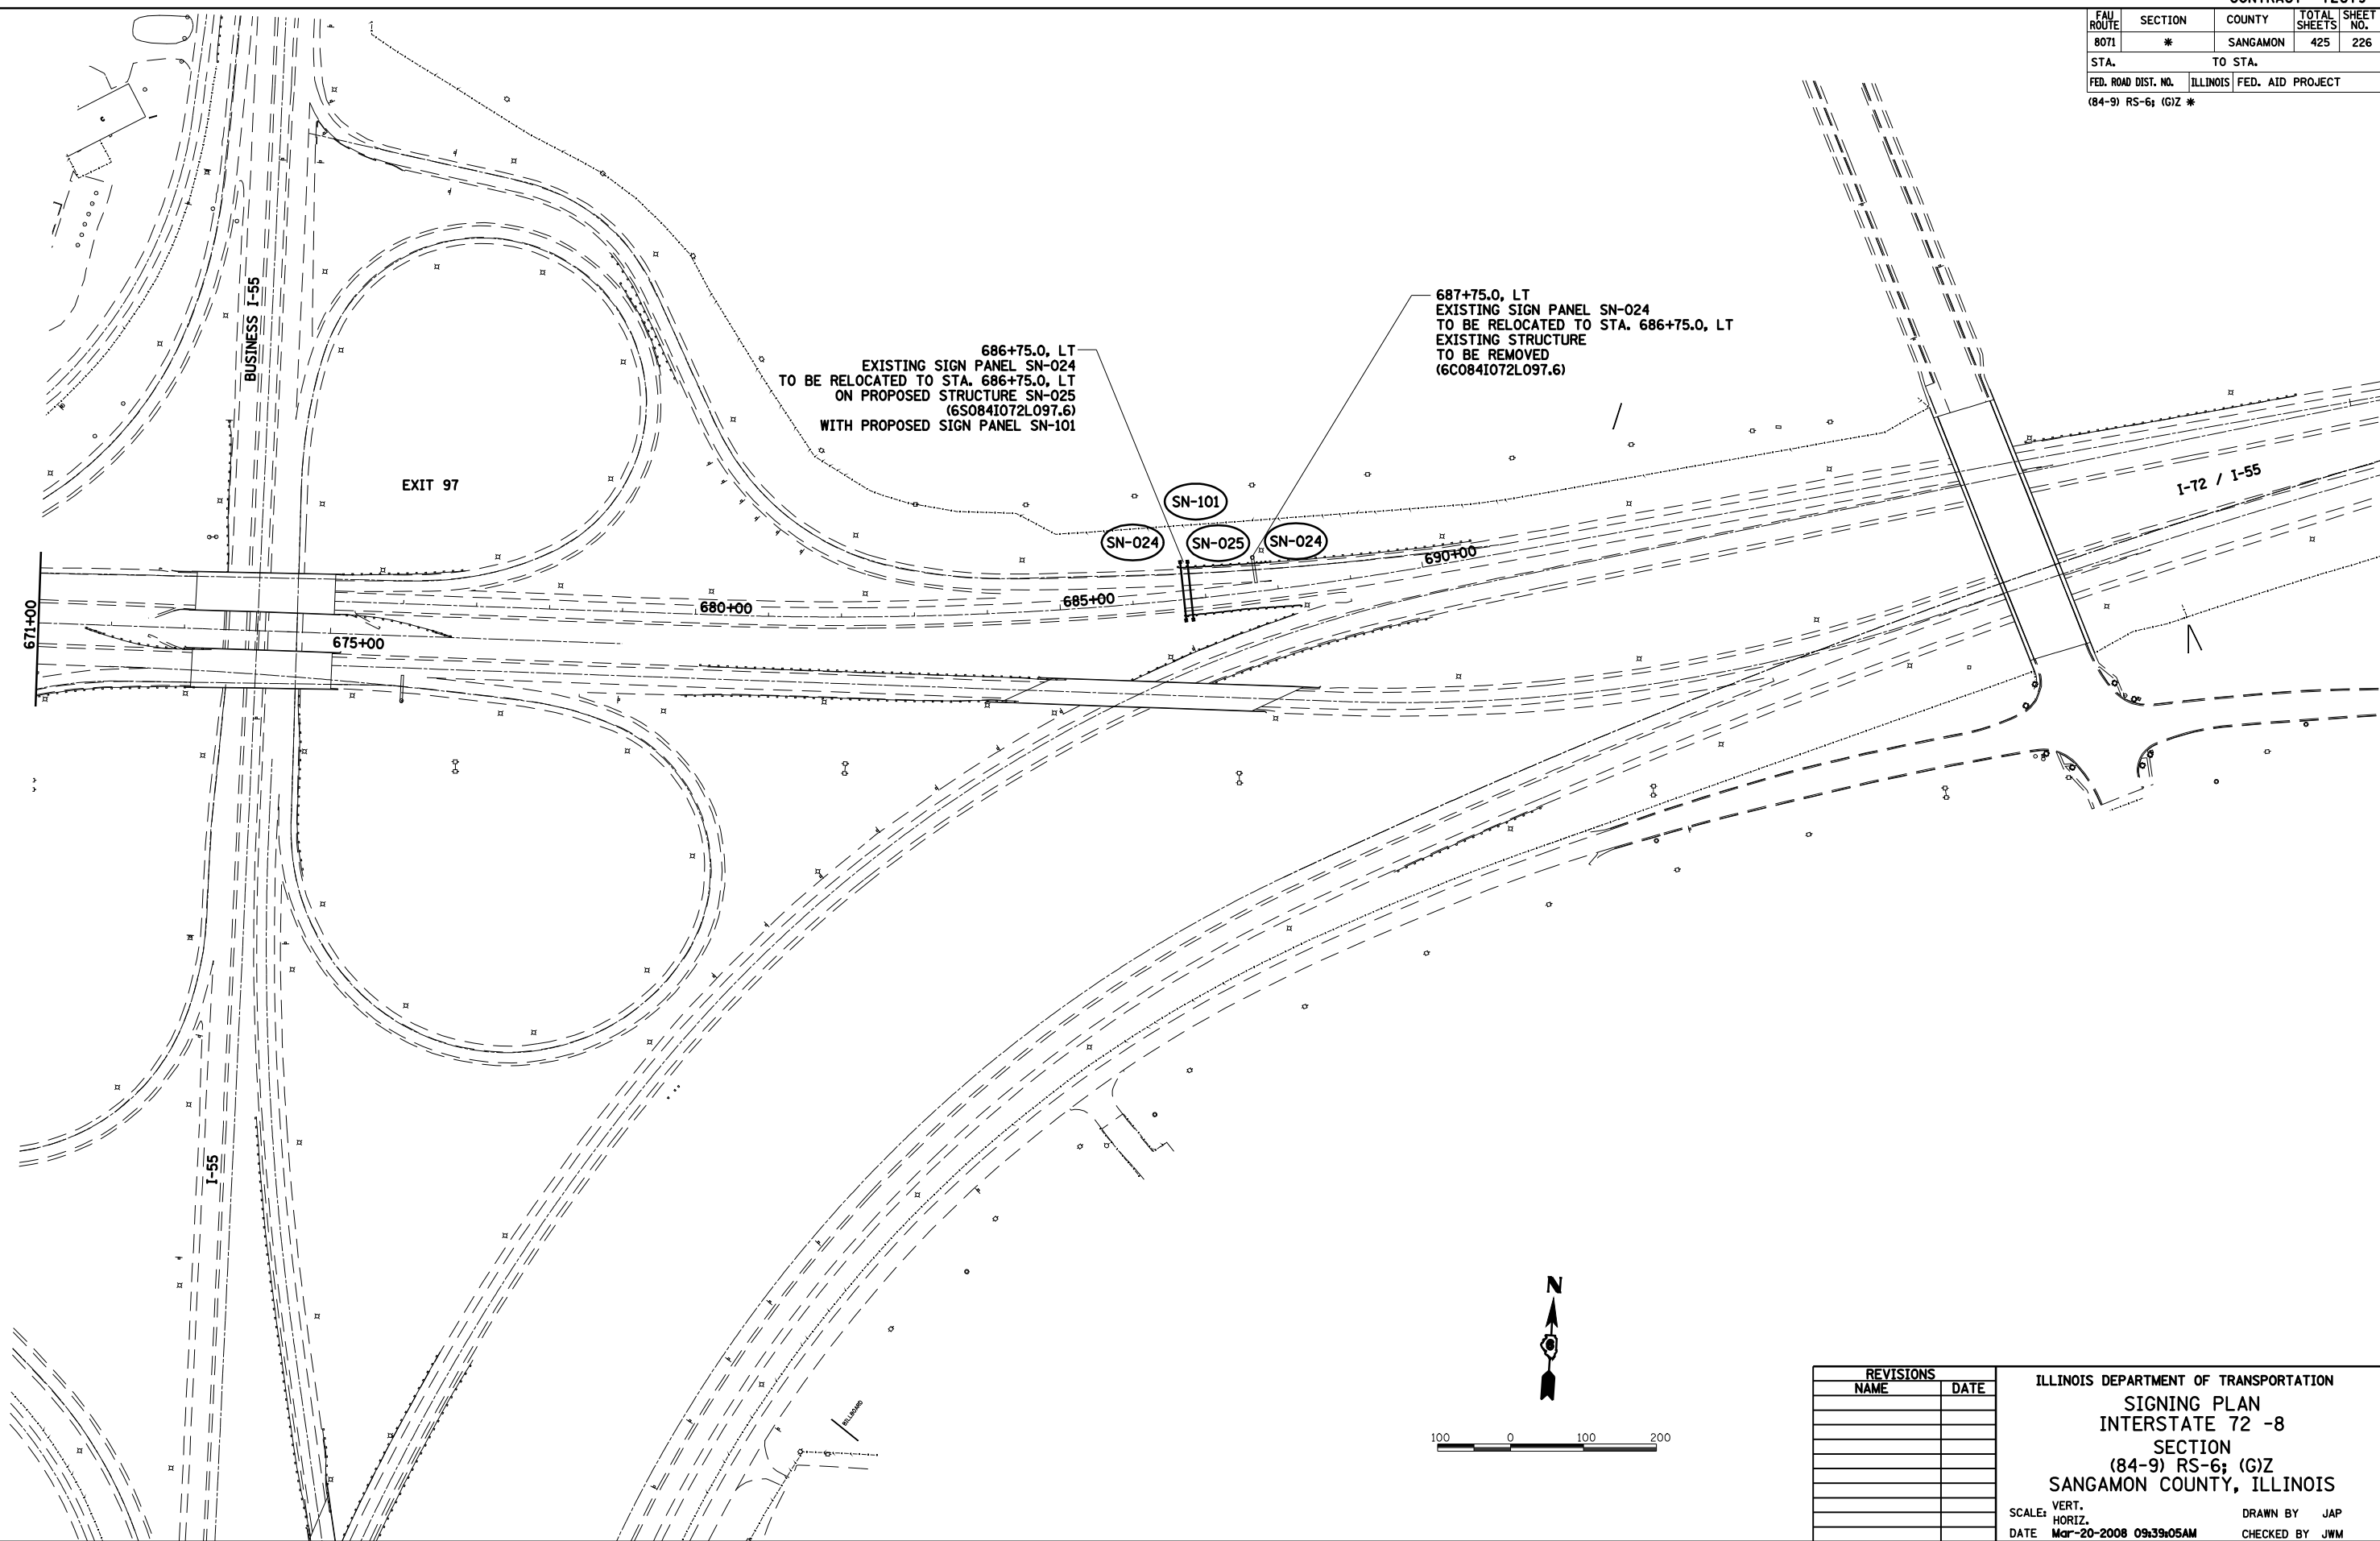 FAU ROUTE SECTION COUNTY TOTAL SHEETS SHEET NO.
8071 * SANGAMON 425 226
STA. TO STA.
FED. ROAD DIST. NO. ILLINOIS FED. AID PROJECT
(84-9) RS-6; (G)Z *
BUSINESS I-55
687+75.0, LT
EXISTING SIGN PANEL SN-024
TO BE RELOCATED TO STA. 686+75.0, LT
EXISTING STRUCTURE
TO BE REMOVED
(6C084I072L097.6)
686+75.0, LT
EXISTING SIGN PANEL SN-024
TO BE RELOCATED TO STA. 686+75.0, LT
ON PROPOSED STRUCTURE SN-025
(6S084I072L097.6)
WITH PROPOSED SIGN PANEL SN-101
EXIT 97
I-72 / I-55
SN-101
SN-024
SN-025
SN-024
690+00
685+00
680+00
675+00
671+00
I-55
N
BILLBOARD
100 0 100 200
REVISIONS
NAME DATE
ILLINOIS DEPARTMENT OF TRANSPORTATION
SIGNING PLAN
INTERSTATE 72 -8
SECTION
(84-9) RS-6; (G)Z
SANGAMON COUNTY, ILLINOIS
SCALE: VERT.
HORIZ.
DRAWN BY JAP
DATE Mar-20-2008 09:39:05AM
CHECKED BY JWM